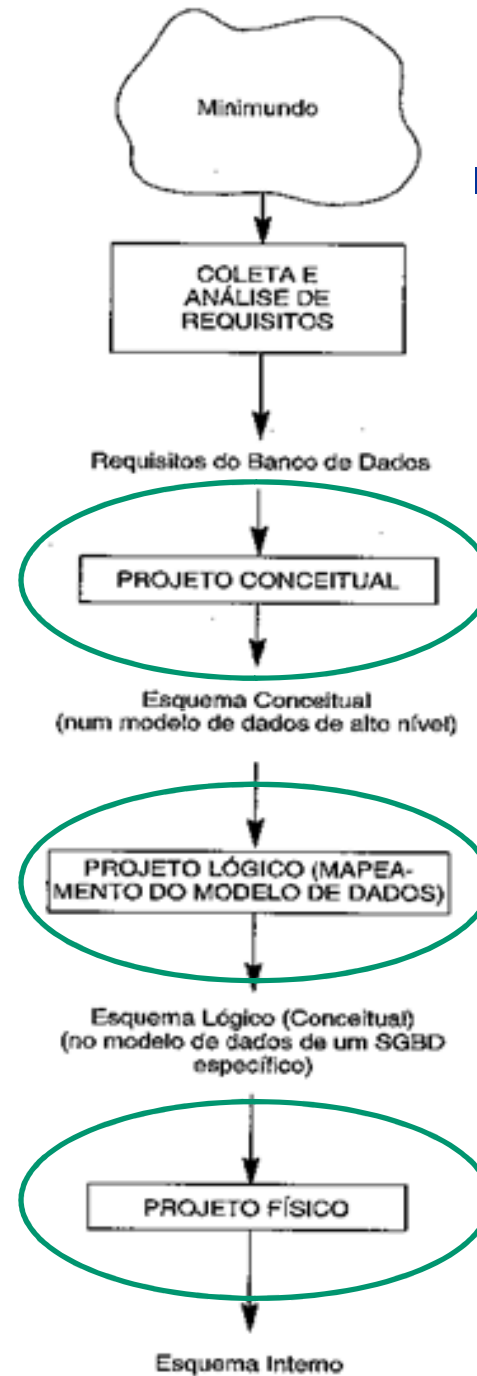 Minimundo
COLETA E
ANÁLISE DE
REQUISITOS
Requisitos do Banco de Dados
PROJETO CONCEITUAL
Esquema Conceitual
(num modelo de dados de alto nível)
PROJETO LÓGICO (MAPEA-
MENTO DO MODELO DE DADOS)
Esquema Lógico (Conceitual)
(no modelo de dados de um SGBD
específico)
PROJETO FÍSICO
Esquema Interno